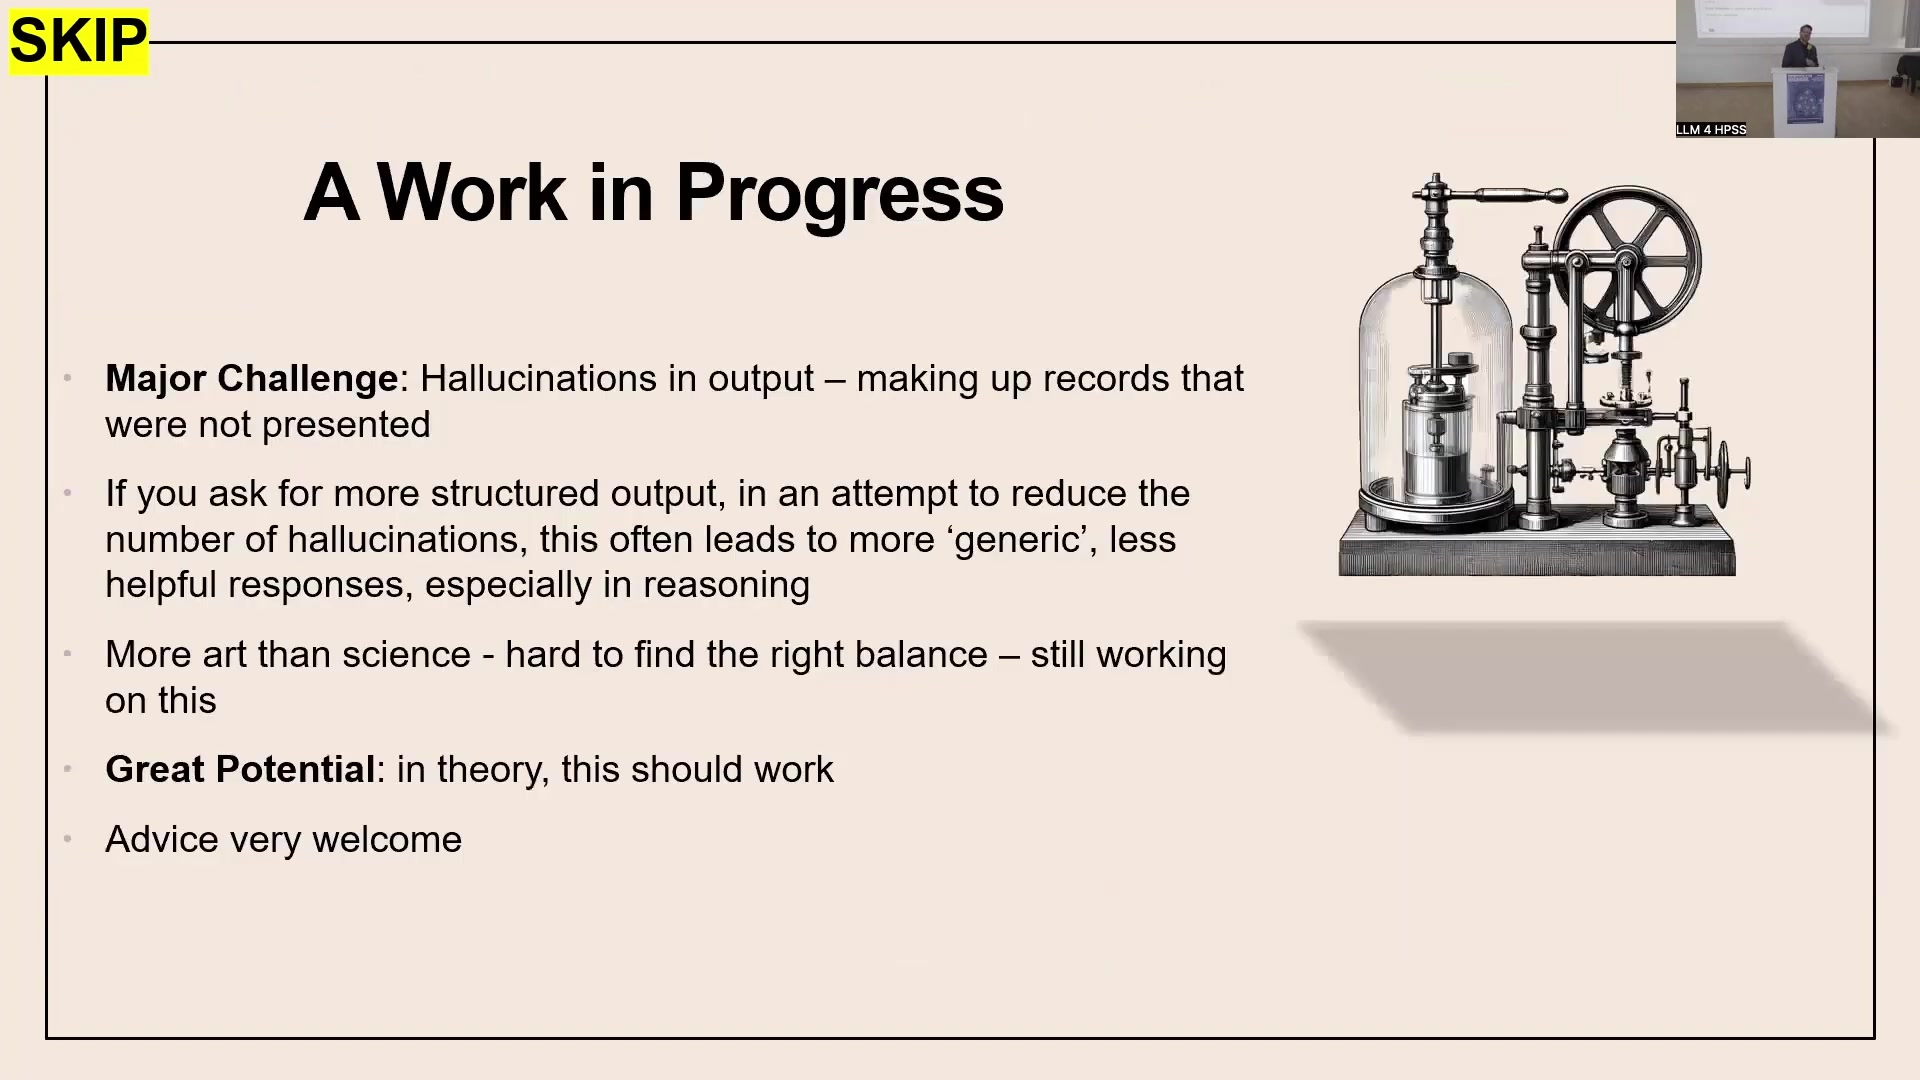 SKIP
LLM 4 HPSS
A Work in Progress
• Major Challenge: Hallucinations in output – making up records that
were not presented
• If you ask for more structured output, in an attempt to reduce the
number of hallucinations, this often leads to more ‘generic’, less
helpful responses, especially in reasoning
• More art than science - hard to find the right balance – still working
on this
• Great Potential: in theory, this should work
• Advice very welcome